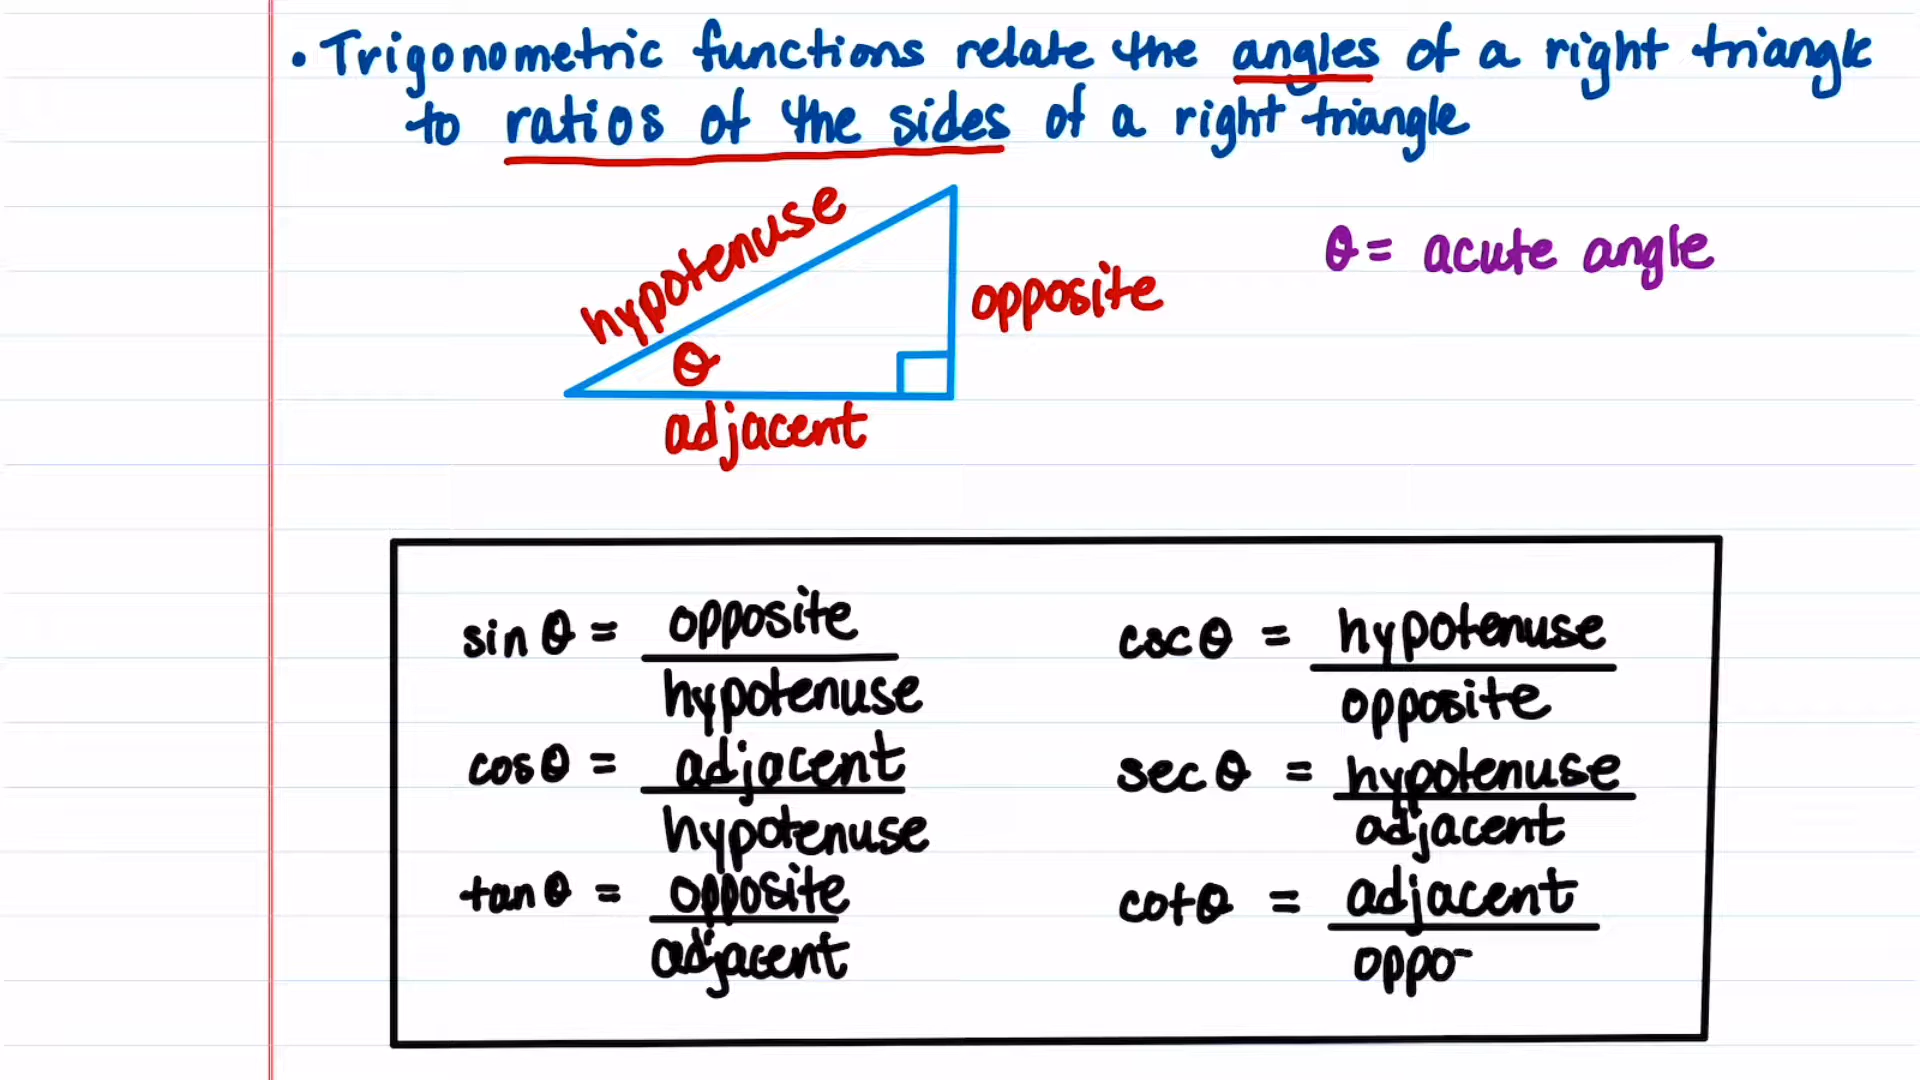 • Trigonometric functions relate the angles of a right triangle
to ratios of the sides of a right triangle
hypotenuse
θ = acute angle
opposite
θ
adjacent
sin θ = opposite
hypotenuse
csc θ = hypotenuse
opposite
cos θ = adjacent
hypotenuse
sec θ = hypotenuse
adjacent
tan θ = opposite
adjacent
cot θ = adjacent
oppo